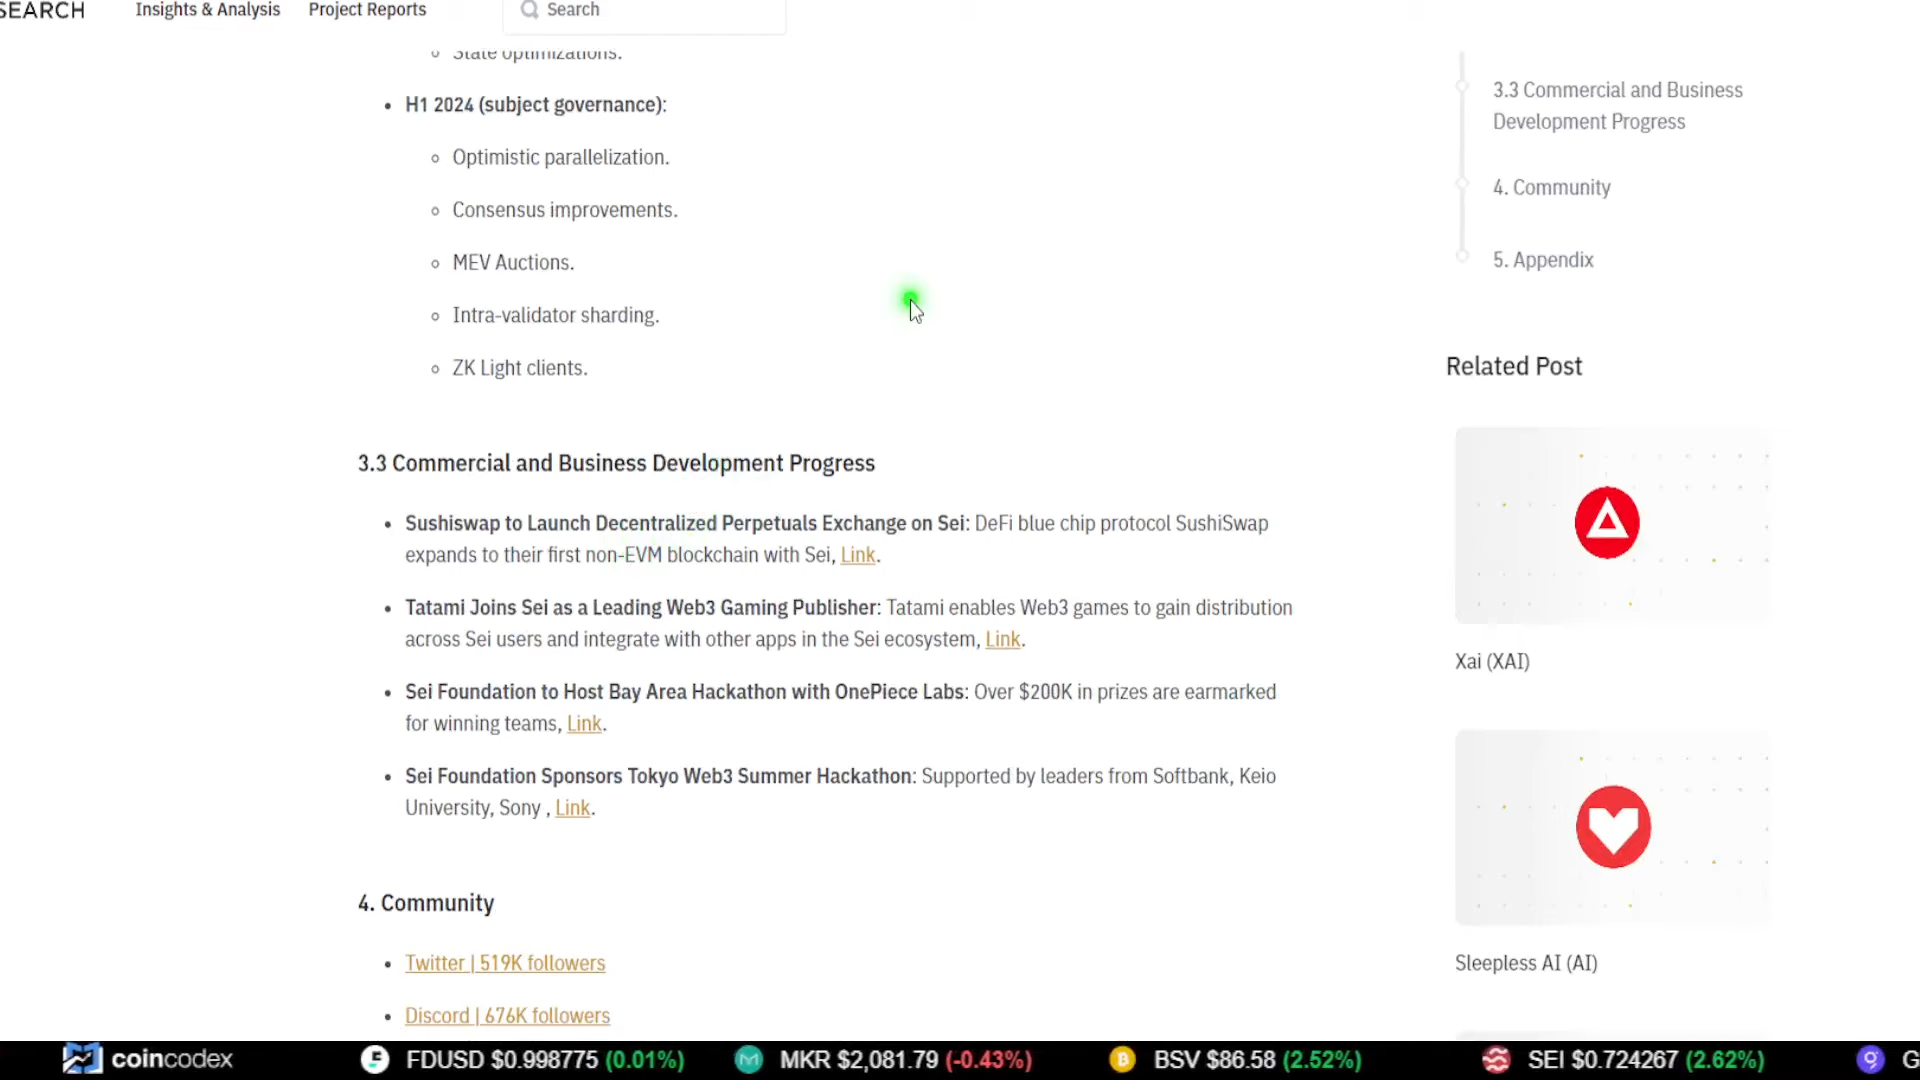 SEARCH
Insights & Analysis
Project Reports
Search
State optimizations.
H1 2024 (subject governance):
Optimistic parallelization.
Consensus improvements.
MEV Auctions.
Intra-validator sharding.
ZK Light clients.
3.3 Commercial and Business Development Progress
Sushiswap to Launch Decentralized Perpetuals Exchange on Sei: DeFi blue chip protocol SushiSwap
expands to their first non-EVM blockchain with Sei, Link.
Tatami Joins Sei as a Leading Web3 Gaming Publisher: Tatami enables Web3 games to gain distribution
across Sei users and integrate with other apps in the Sei ecosystem, Link.
Sei Foundation to Host Bay Area Hackathon with OnePiece Labs: Over $200K in prizes are earmarked
for winning teams, Link.
Sei Foundation Sponsors Tokyo Web3 Summer Hackathon: Supported by leaders from Softbank, Keio
University, Sony , Link.
4. Community
Twitter | 519K followers
Discord | 676K followers
3.3 Commercial and Business
Development Progress
4. Community
5. Appendix
Related Post
Xai (XAI)
Sleepless AI (AI)
coincodex
FDUSD $0.998775 (0.01%)
MKR $2,081.79 (-0.43%)
BSV $86.58 (2.52%)
SEI $0.724267 (2.62%)
G